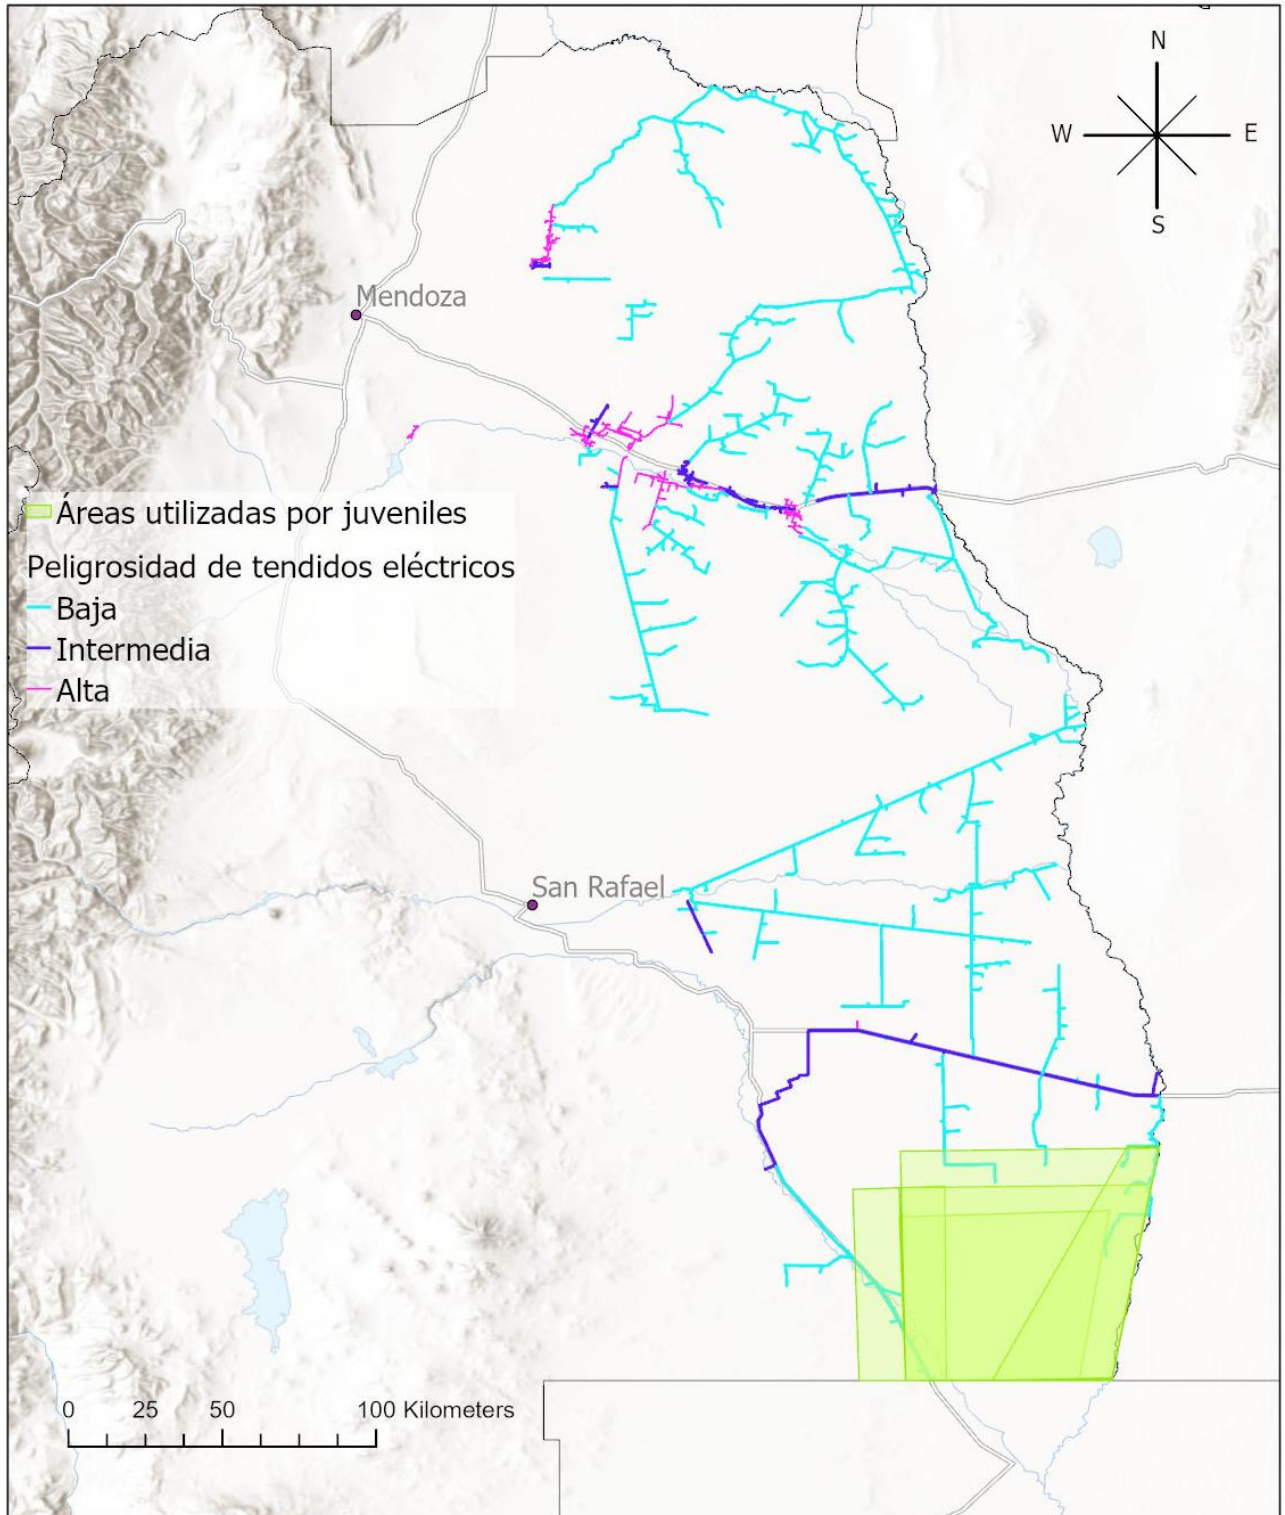 N
W E
S
Mendoza
Áreas utilizadas por juveniles
Peligrosidad de tendidos eléctricos
Baja
Intermedia
Alta
San Rafael
0 25 50 100 Kilometers